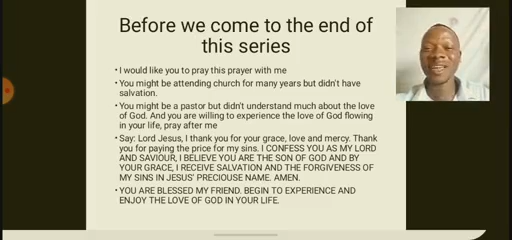 Before we come to the end of
this series
• I would like you to pray this prayer with me
• You might be attending church for many years but didn't have
salvation.
• You might be a pastor but didn't understand much about the love
of God. And you are willing to experience the love of God flowing
in your life, pray after me
• Say: Lord Jesus, I thank you for your grace, love and mercy. Thank
you for paying the price for my sins. I CONFESS YOU AS MY LORD
AND SAVIOUR, I BELIEVE YOU ARE THE SON OF GOD AND BY
YOUR GRACE, I RECEIVE SALVATION AND THE FORGIVENESS OF
MY SINS IN JESUS' PRECIOUSE NAME. AMEN.
• YOU ARE BLESSED MY FRIEND. BEGIN TO EXPERIENCE AND
ENJOY THE LOVE OF GOD IN YOUR LIFE.